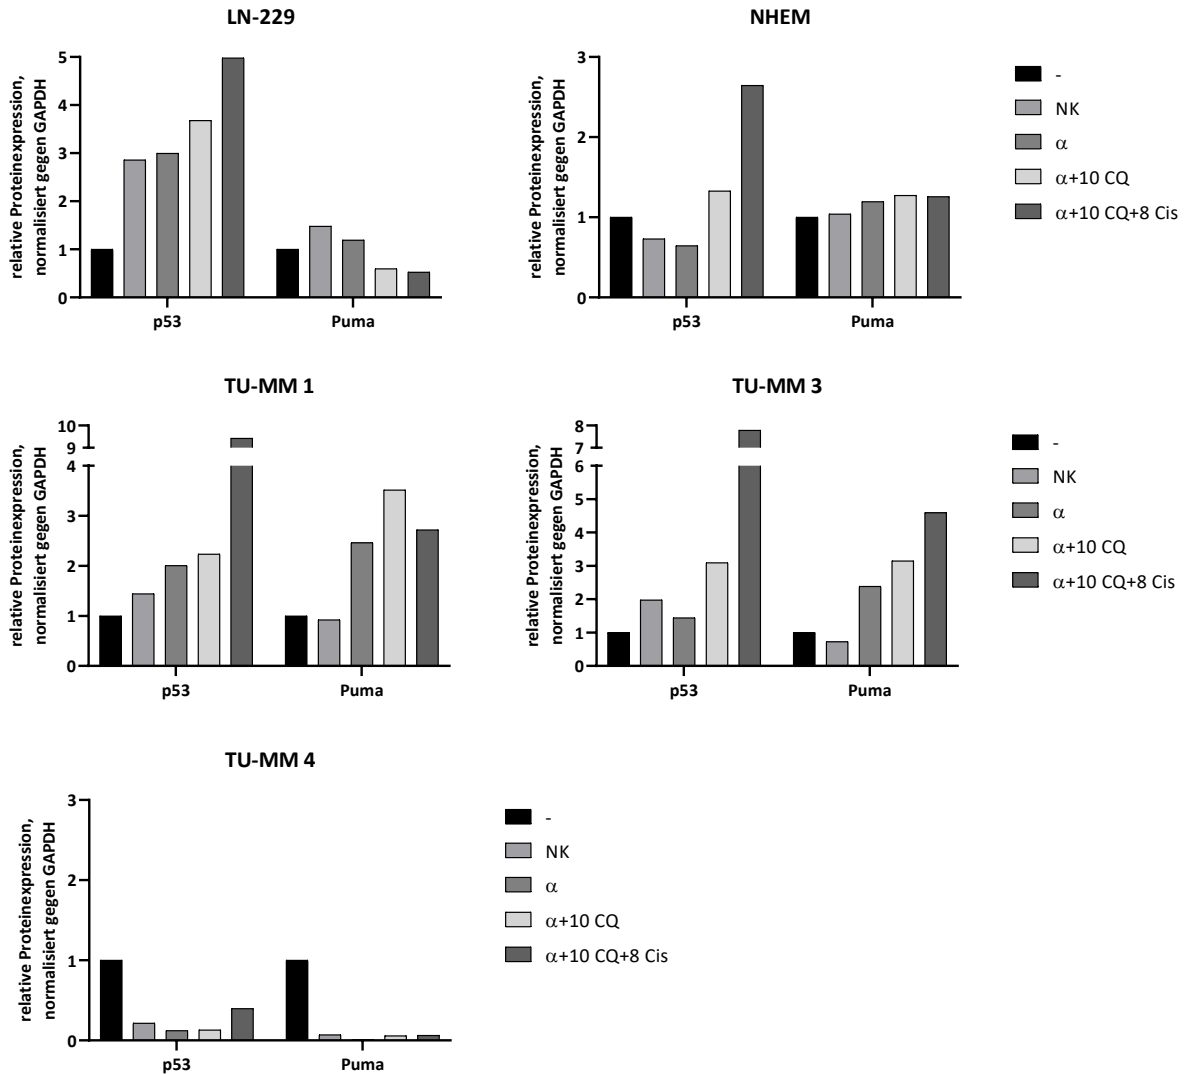 LN-229
relative Proteinexpression,
normalisiert gegen GAPDH
5
4
3
2
1
0
p53 Puma
NHEM
relative Proteinexpression,
normalisiert gegen GAPDH
3
2
1
0
p53 Puma
-
NK
α
α+10 CQ
α+10 CQ+8 Cis
TU-MM 1
relative Proteinexpression,
normalisiert gegen GAPDH
10
9
4
3
2
1
0
p53 Puma
TU-MM 3
relative Proteinexpression,
normalisiert gegen GAPDH
8
7
6
5
4
3
2
1
0
p53 Puma
-
NK
α
α+10 CQ
α+10 CQ+8 Cis
TU-MM 4
relative Proteinexpression,
normalisiert gegen GAPDH
3
2
1
0
p53 Puma
-
NK
α
α+10 CQ
α+10 CQ+8 Cis